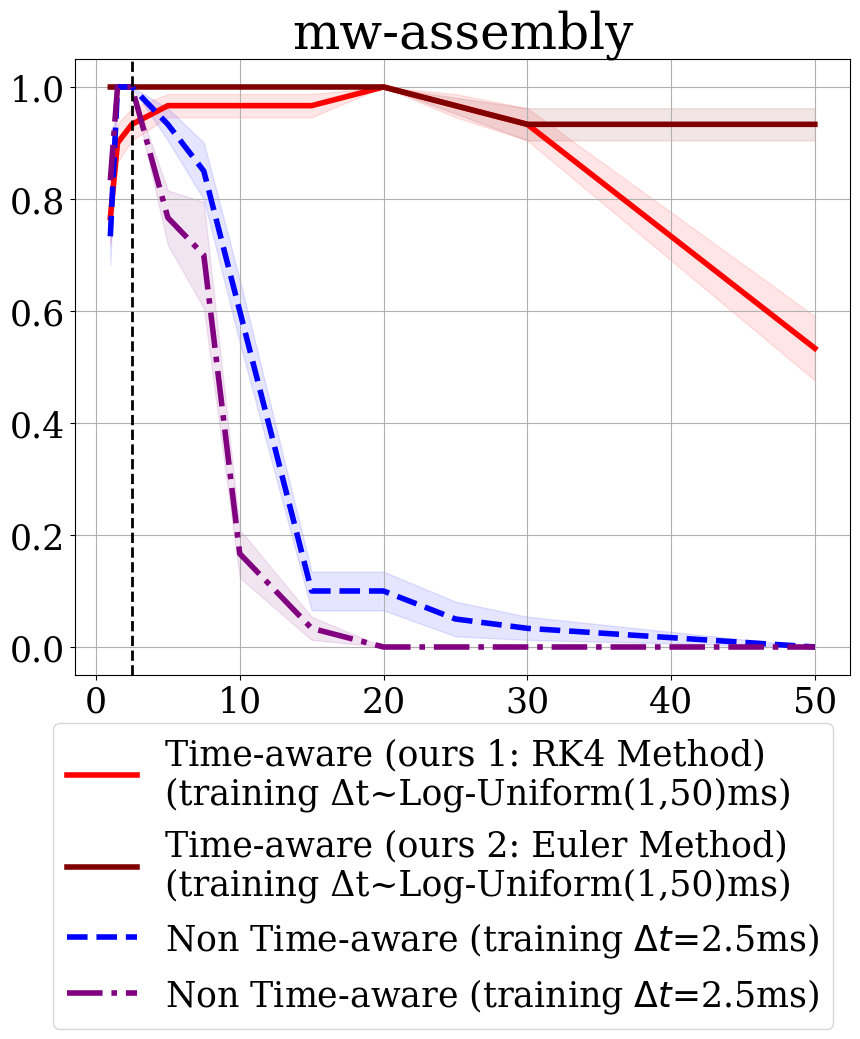 mw-assembly
1.0
0.8
0.6
0.4
0.2
0.0
0 10 20 30 40 50
Time-aware (ours 1: RK4 Method)
(training Δt~Log-Uniform(1,50)ms)
Time-aware (ours 2: Euler Method)
(training Δt~Log-Uniform(1,50)ms)
Non Time-aware (training Δt=2.5ms)
Non Time-aware (training Δt=2.5ms)